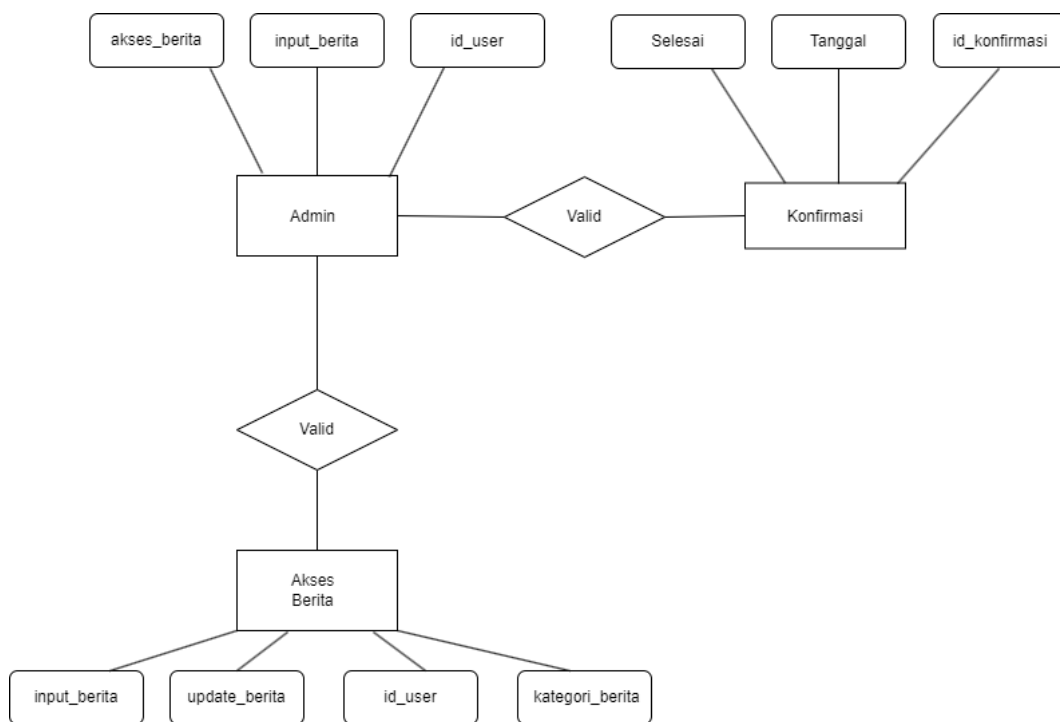 akses_berita
input_berita
id_user
Selesai
Tanggal
id_konfirmasi
Admin
Valid
Konfirmasi
Valid
Akses
Berita
input_berita
update_berita
id_user
kategori_berita